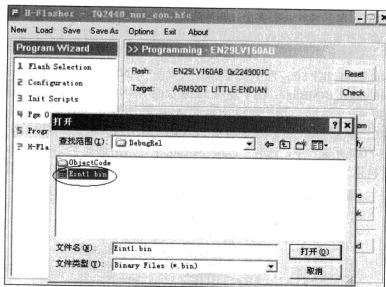 H-Flasher - TQ2440_nor_eon.hfc
New Load Save Save As Options Exit About
Program Wizard
>> Programming - EN29LV160AB
1 Flash Selection
2 Configuration
3 Init Scripts
4 Pgm O
5 Progr
? H-Fla
Flash: EN29LV160AB 0x2249001C
Reset
Target: ARM920T LITTLE-ENDIAN
Check
am
fy
打开
查找范围(I): DebugRel
ObjectCode
Eint1.bin
文件名(N): Eint1.bin
打开(O)
文件类型(T): Binary Files (*.bin)
取消